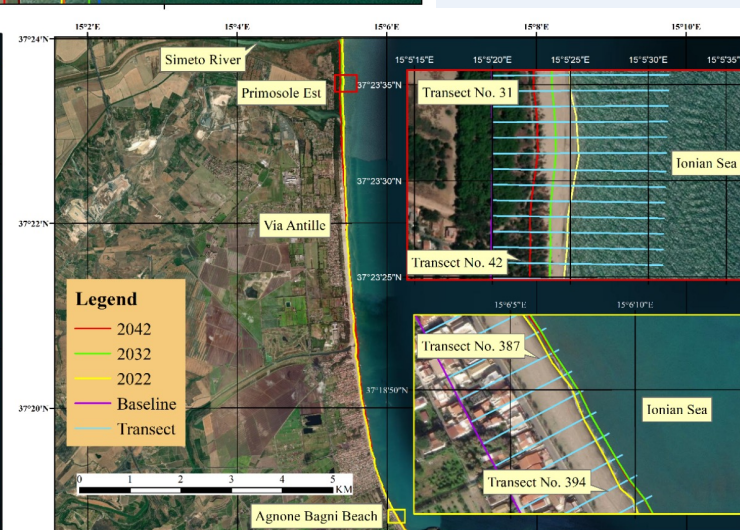 15°2'E 15°4'E 15°6'E 15°8'E 15°10'E
37°24'N
Simeto River
Primosole Est
15°5'15"E 15°5'20"E 15°5'25"E 15°5'30"E 15°5'35"
37°23'35"N
Transect No. 31
Ionian Sea
37°23'30"N
37°22'N
Via Antille
Transect No. 42
37°23'25"N
Legend
2042
2032
2022
Baseline
Transect
15°6'5"E 15°6'10"E
Transect No. 387
37°18'50"N
37°20'N
Ionian Sea
Transect No. 394
0 1 2 3 4 5
KM
Agnone Bagni Beach